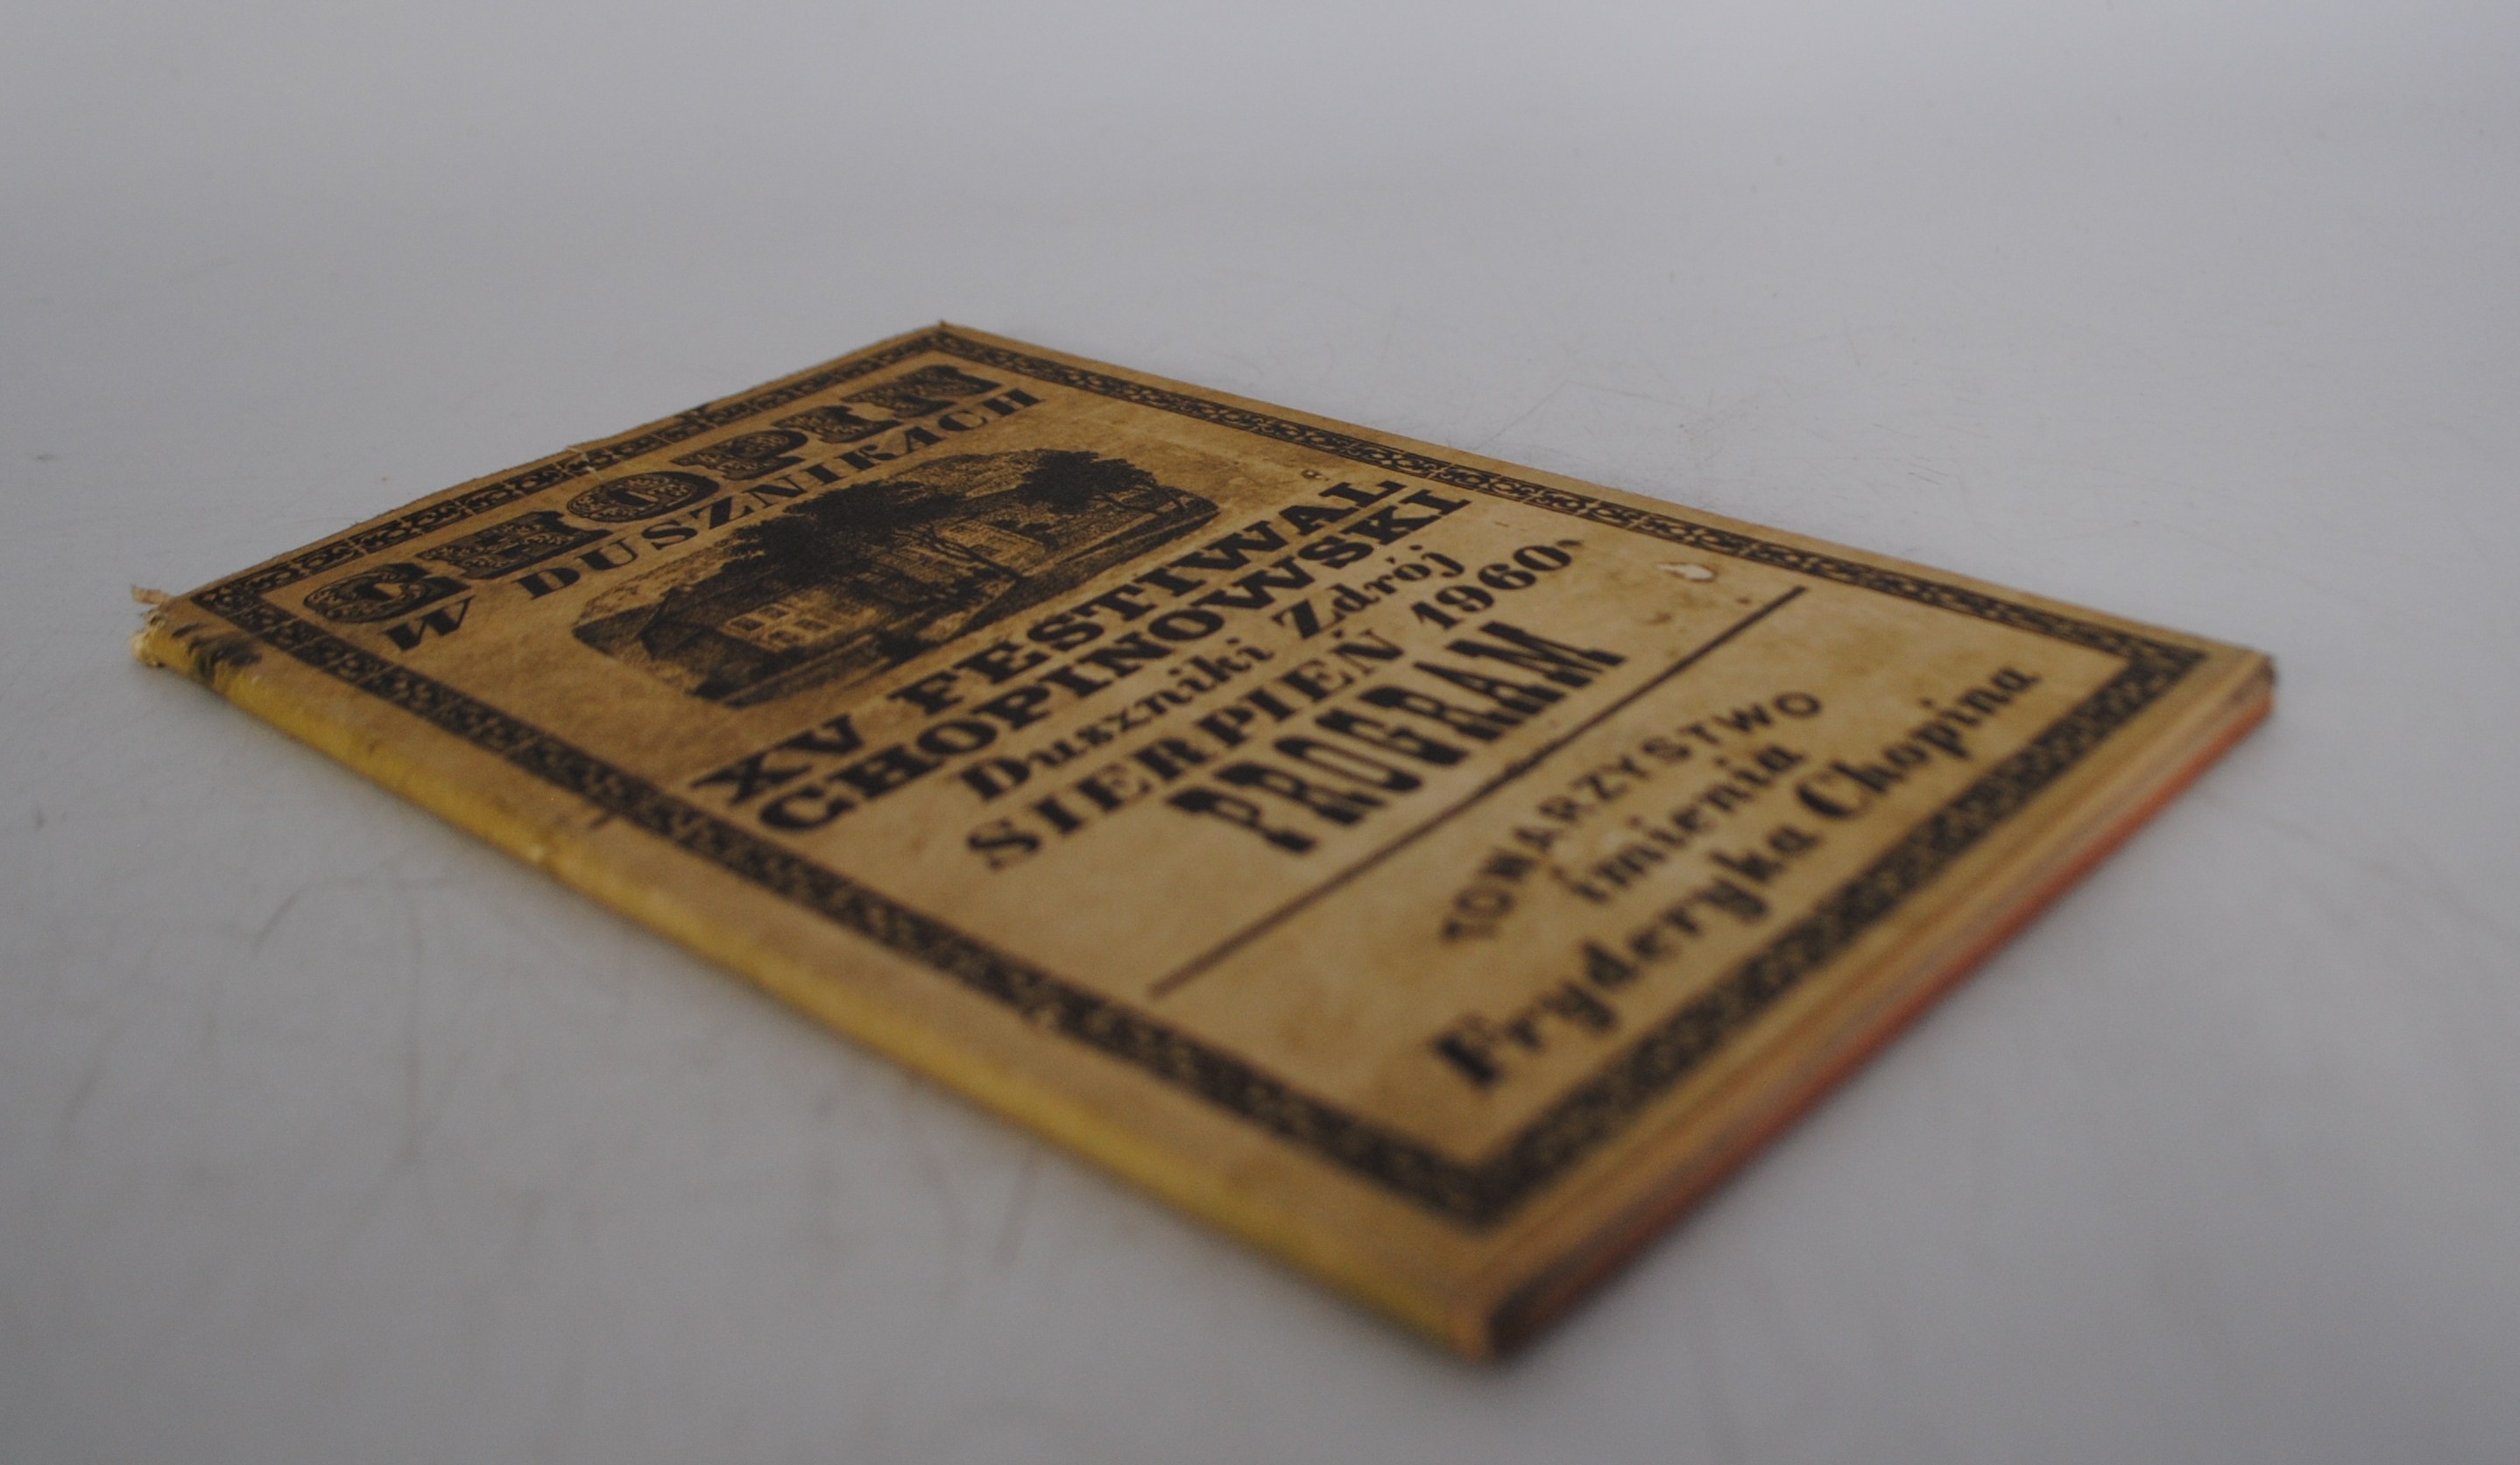 CHOPIN
W DUSZNIKACH
XV FESTIWAL
CHOPINOWSKI
Duszniki Zdrój
SIERPIEŃ 1960
PROGRAM
TOWARZYSTWO
imienia
Fryderyka Chopina